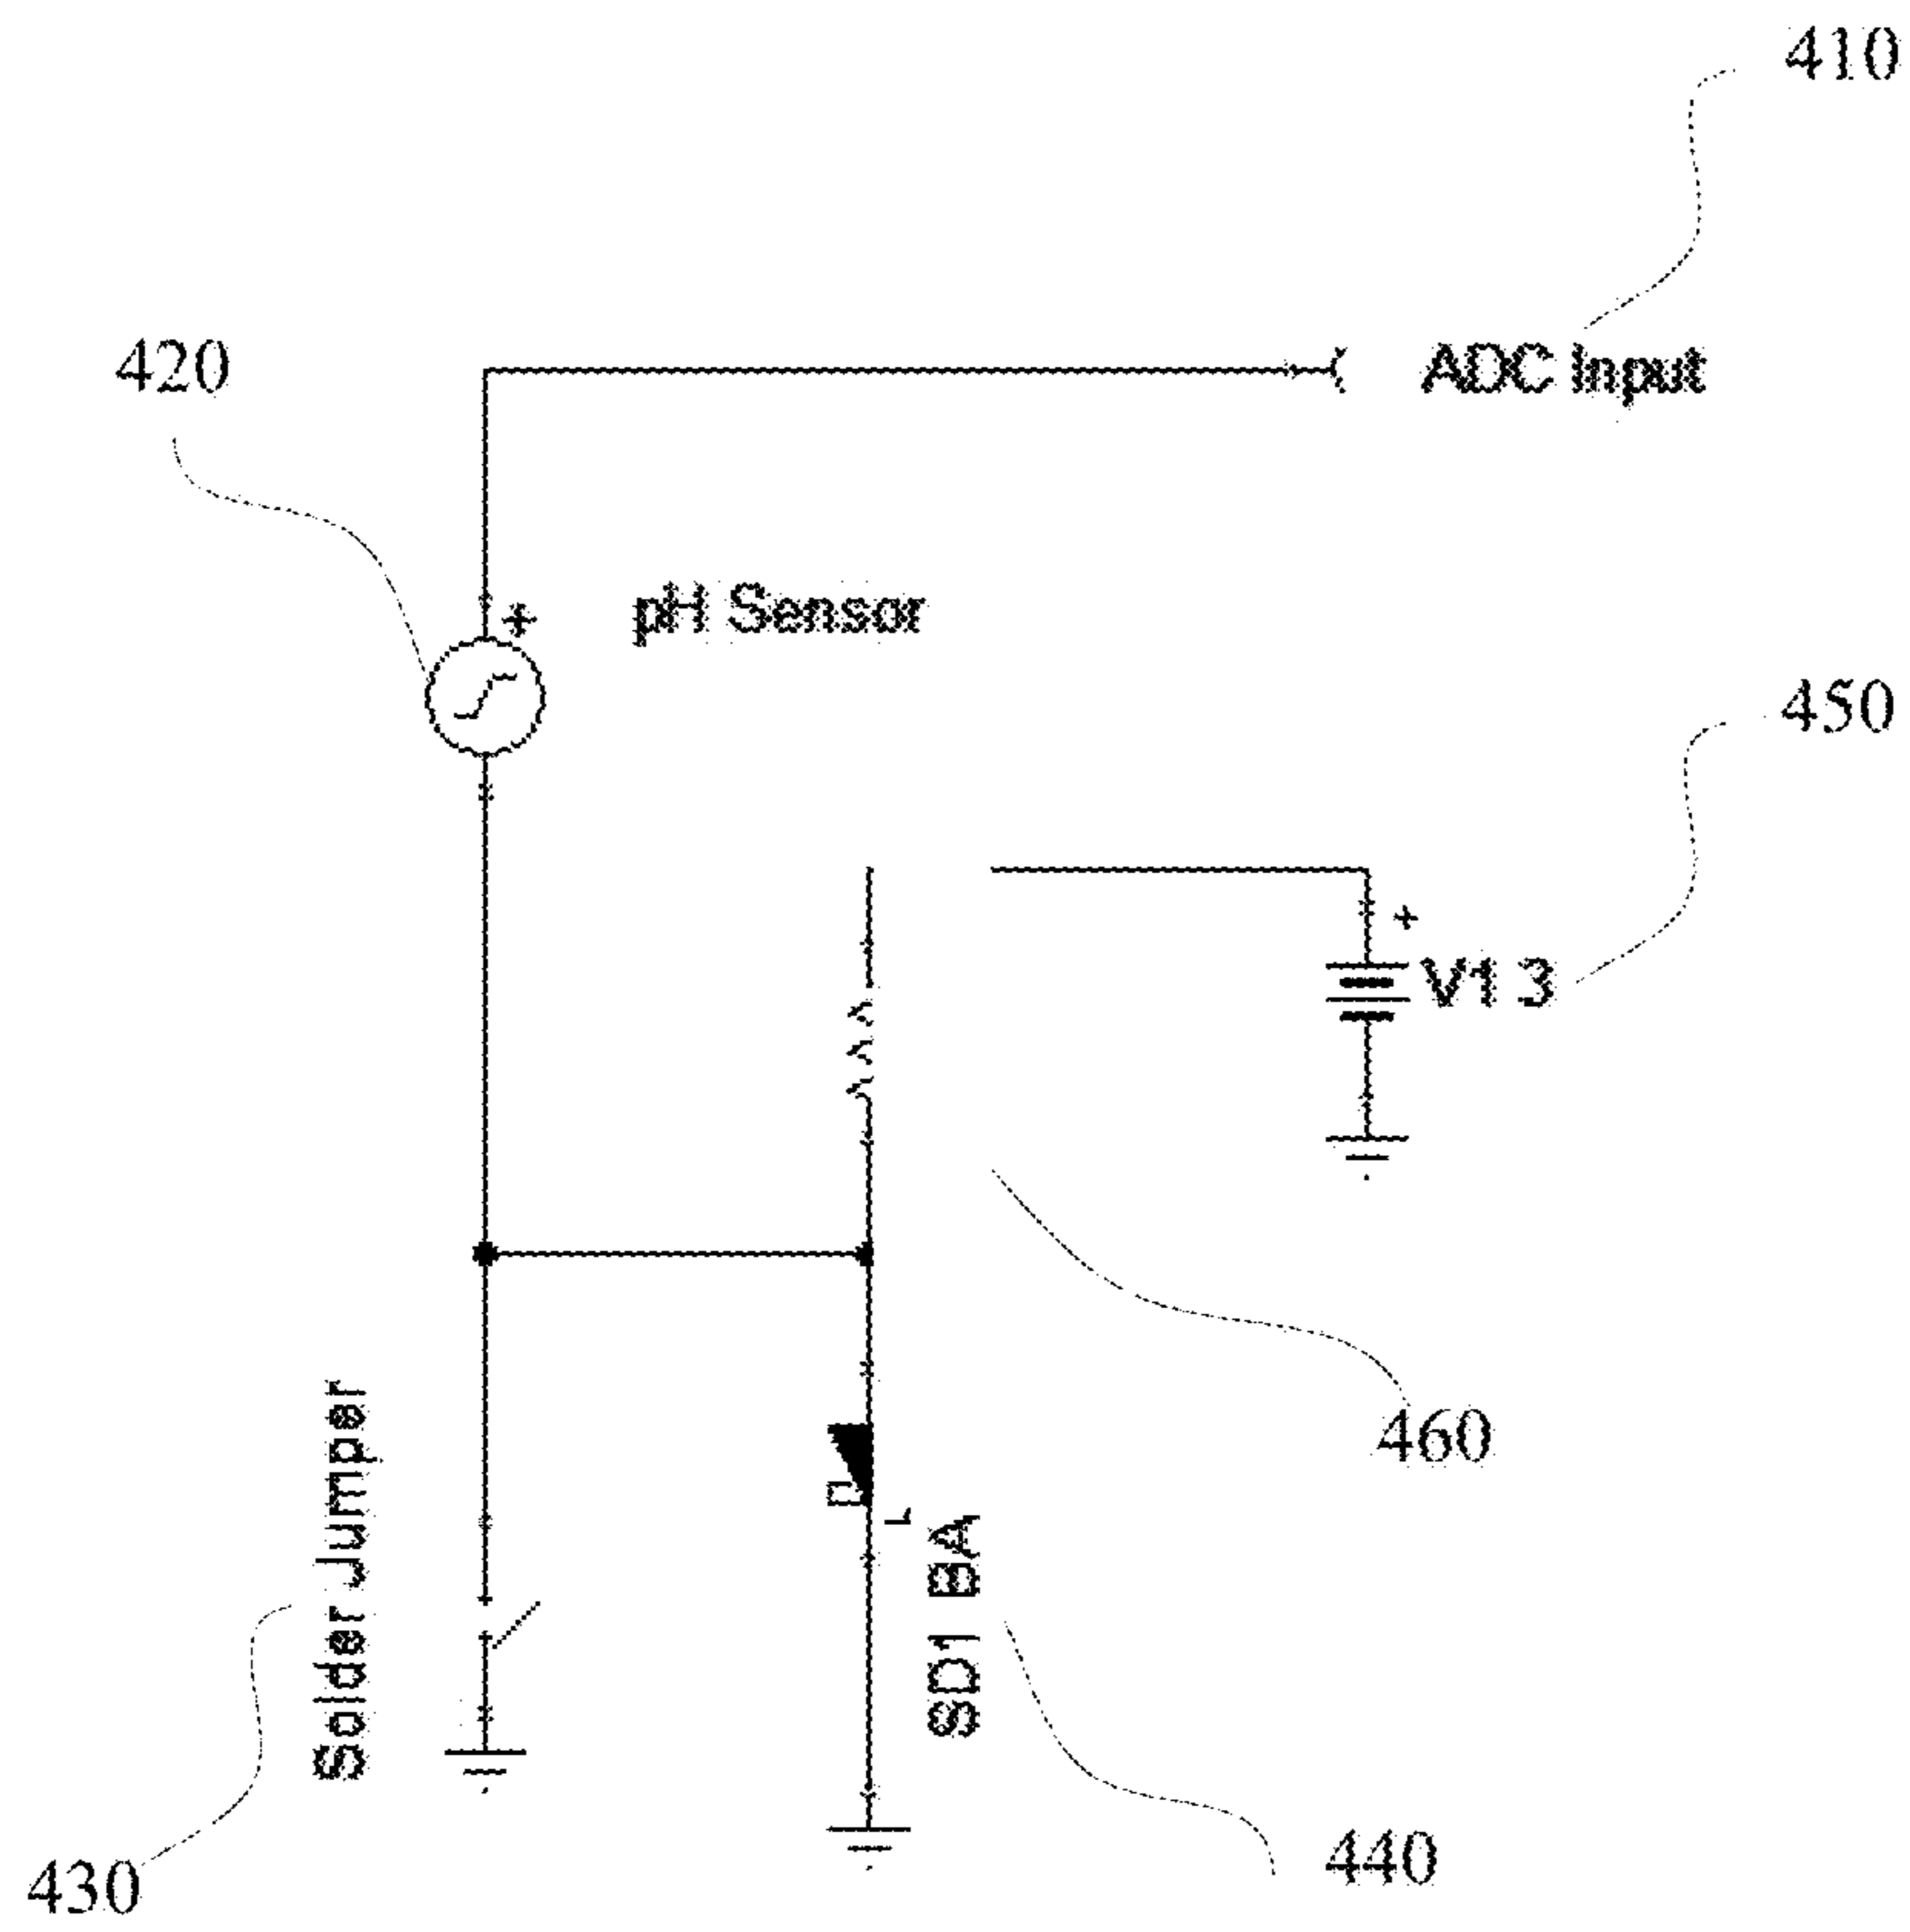 410
420
ADC Input
+
pH Sensor
450
+
V1 3
460
Solder Jumper
SD1 BA
430
440